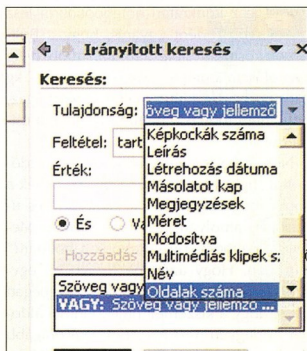 Irányított keresés
Keresés:
Tulajdonság: öveg vagy jellemző
Feltétel: tart
Érték:
És
Hozzáadás
Képkockák száma
Leírás
Létrehozás dátuma
Másolatot kap
Megjegyzések
Méret
Módosítva
Multimédiás klipek sz
Név
Oldalak száma
Szöveg vagy
VAGY: Szöveg vagy jellemző ...